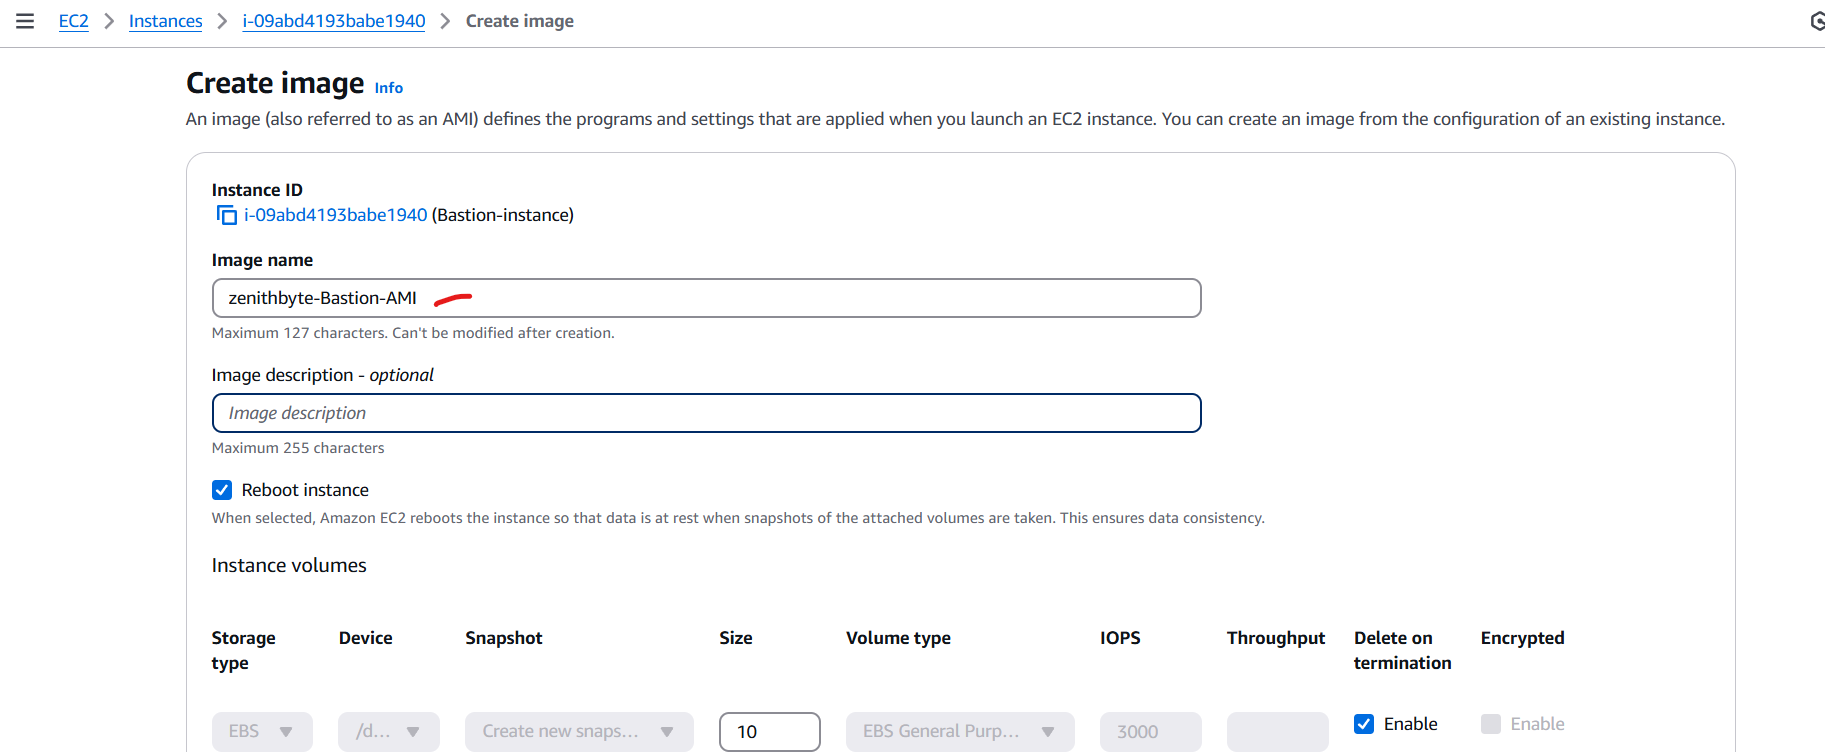 EC2 > Instances > i-09abd4193babe1940 > Create image
Create image Info
An image (also referred to as an AMI) defines the programs and settings that are applied when you launch an EC2 instance. You can create an image from the configuration of an existing instance.
Instance ID
i-09abd4193babe1940 (Bastion-instance)
Image name
zenithbyte-Bastion-AMI
Maximum 127 characters. Can't be modified after creation.
Image description - optional
Image description
Maximum 255 characters
Reboot instance
When selected, Amazon EC2 reboots the instance so that data is at rest when snapshots of the attached volumes are taken. This ensures data consistency.
Instance volumes
Storage type Device Snapshot Size Volume type IOPS Throughput Delete on termination Encrypted
EBS /d... Create new snaps... 10 EBS General Purp... 3000 Enable Enable